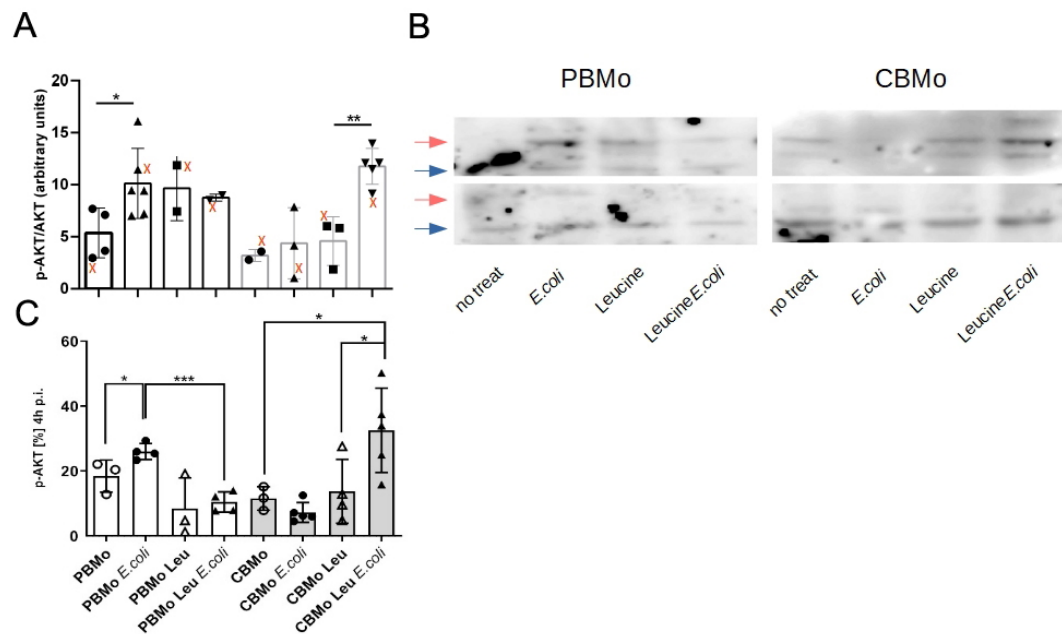 A
B
PBMo
CBMo
p-AKT/AKT (arbitrary units)
20
15
10
5
0
*
**
X
X
X
X
X
X
X
X
no treat
E.coli
Leucine
Leucine E.coli
no treat
E.coli
Leucine
Leucine E.coli
C
p-AKT [%] 4h p.i.
60
40
20
0
*
***
*
*
PBMo
PBMo E.coli
PBMo Leu
PBMo Leu E.coli
CBMo
CBMo E.coli
CBMo Leu
CBMo Leu E.coli